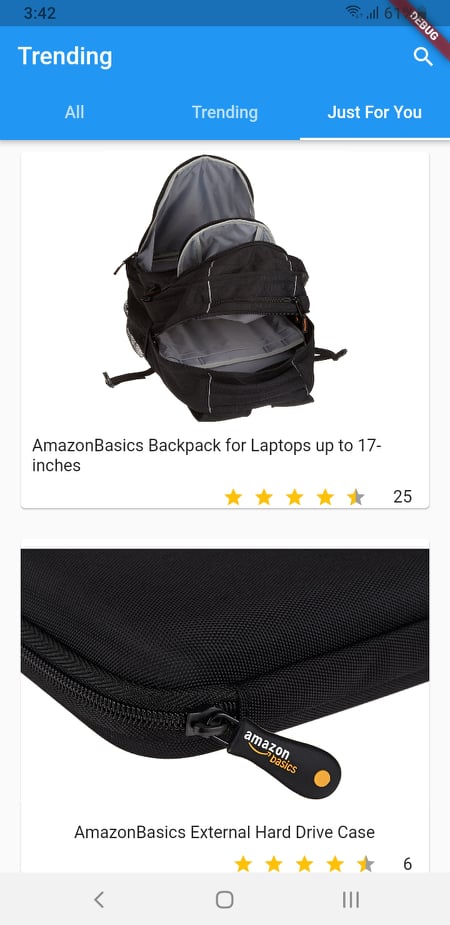 3:42
61%
DEBUG
Trending
All
Trending
Just For You
AmazonBasics Backpack for Laptops up to 17-
inches
25
amazon
basics
AmazonBasics External Hard Drive Case
6